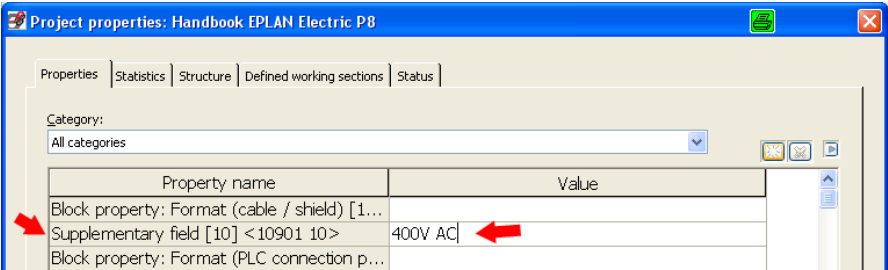 Project properties: Handbook EPLAN Electric P8
Properties Statistics Structure Defined working sections Status
Category:
All categories
Property name Value
Block property: Format (cable / shield) [1...
Supplementary field [10] <10901 10> 400V AC
Block property: Format (PLC connection p...